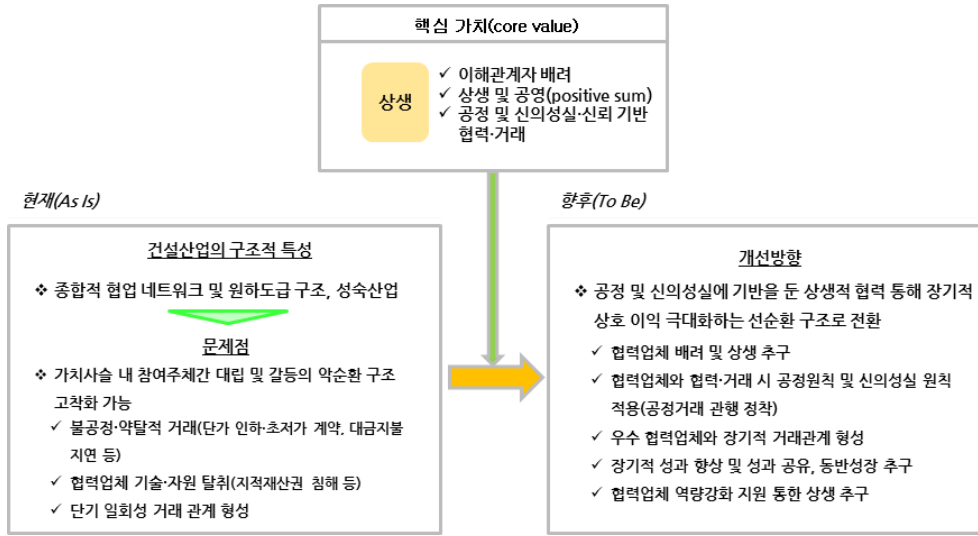 핵심 가치(core value)
상생
✓ 이해관계자 배려
✓ 상생 및 공영(positive sum)
✓ 공정 및 신의성실·신뢰 기반
협력·거래
현재(As Is)
건설산업의 구조적 특성
❖ 종합적 협업 네트워크 및 원하도급 구조, 성숙산업
문제점
❖ 가치사슬 내 참여주체간 대립 및 갈등의 악순환 구조
고착화 가능
✓ 불공정·약탈적 거래(단가 인하·초저가 계약, 대금지불
지연 등)
✓ 협력업체 기술·자원 탈취(지적재산권 침해 등)
✓ 단기 일회성 거래 관계 형성
향후(To Be)
개선방향
❖ 공정 및 신의성실에 기반을 둔 상생적 협력 통해 장기적
상호 이익 극대화하는 선순환 구조로 전환
✓ 협력업체 배려 및 상생 추구
✓ 협력업체와 협력·거래 시 공정원칙 및 신의성실 원칙
적용(공정거래 관행 정착)
✓ 우수 협력업체와 장기적 거래관계 형성
✓ 장기적 성과 향상 및 성과 공유, 동반성장 추구
✓ 협력업체 역량강화 지원 통한 상생 추구